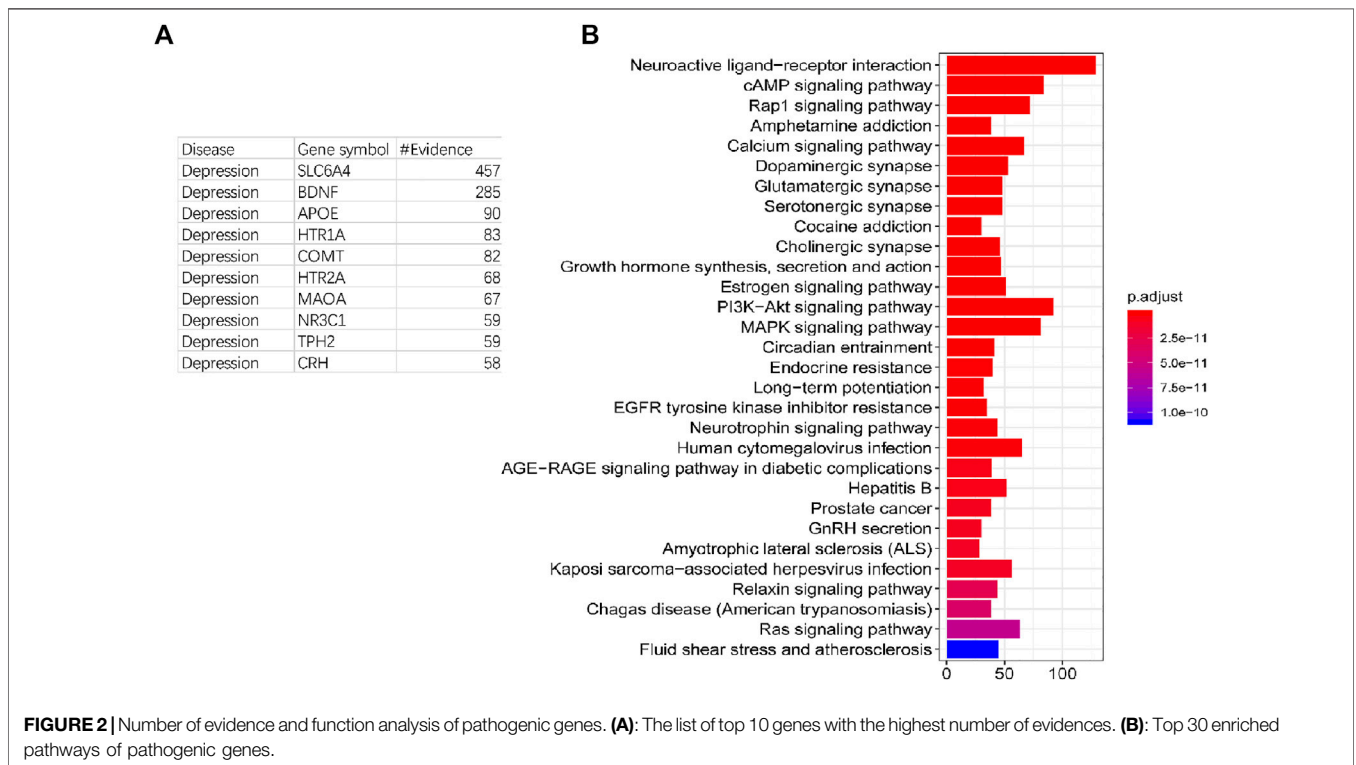 A
B
Disease Gene symbol #Evidence
Depression SLC6A4 457
Depression BDNF 285
Depression APOE 90
Depression HTR1A 83
Depression COMT 82
Depression HTR2A 68
Depression MAOA 67
Depression NR3C1 59
Depression TPH2 59
Depression CRH 58
Neuroactive ligand−receptor interaction
cAMP signaling pathway
Rap1 signaling pathway
Amphetamine addiction
Calcium signaling pathway
Dopaminergic synapse
Glutamatergic synapse
Serotonergic synapse
Cocaine addiction
Cholinergic synapse
Growth hormone synthesis, secretion and action
Estrogen signaling pathway
PI3K−Akt signaling pathway
MAPK signaling pathway
Circadian entrainment
Endocrine resistance
Long−term potentiation
EGFR tyrosine kinase inhibitor resistance
Neurotrophin signaling pathway
Human cytomegalovirus infection
AGE−RAGE signaling pathway in diabetic complications
Hepatitis B
Prostate cancer
GnRH secretion
Amyotrophic lateral sclerosis (ALS)
Kaposi sarcoma−associated herpesvirus infection
Relaxin signaling pathway
Chagas disease (American trypanosomiasis)
Ras signaling pathway
Fluid shear stress and atherosclerosis
0 50 100
p.adjust
2.5e−11
5.0e−11
7.5e−11
1.0e−10
FIGURE 2 | Number of evidence and function analysis of pathogenic genes. (A): The list of top 10 genes with the highest number of evidences. (B): Top 30 enriched
pathways of pathogenic genes.